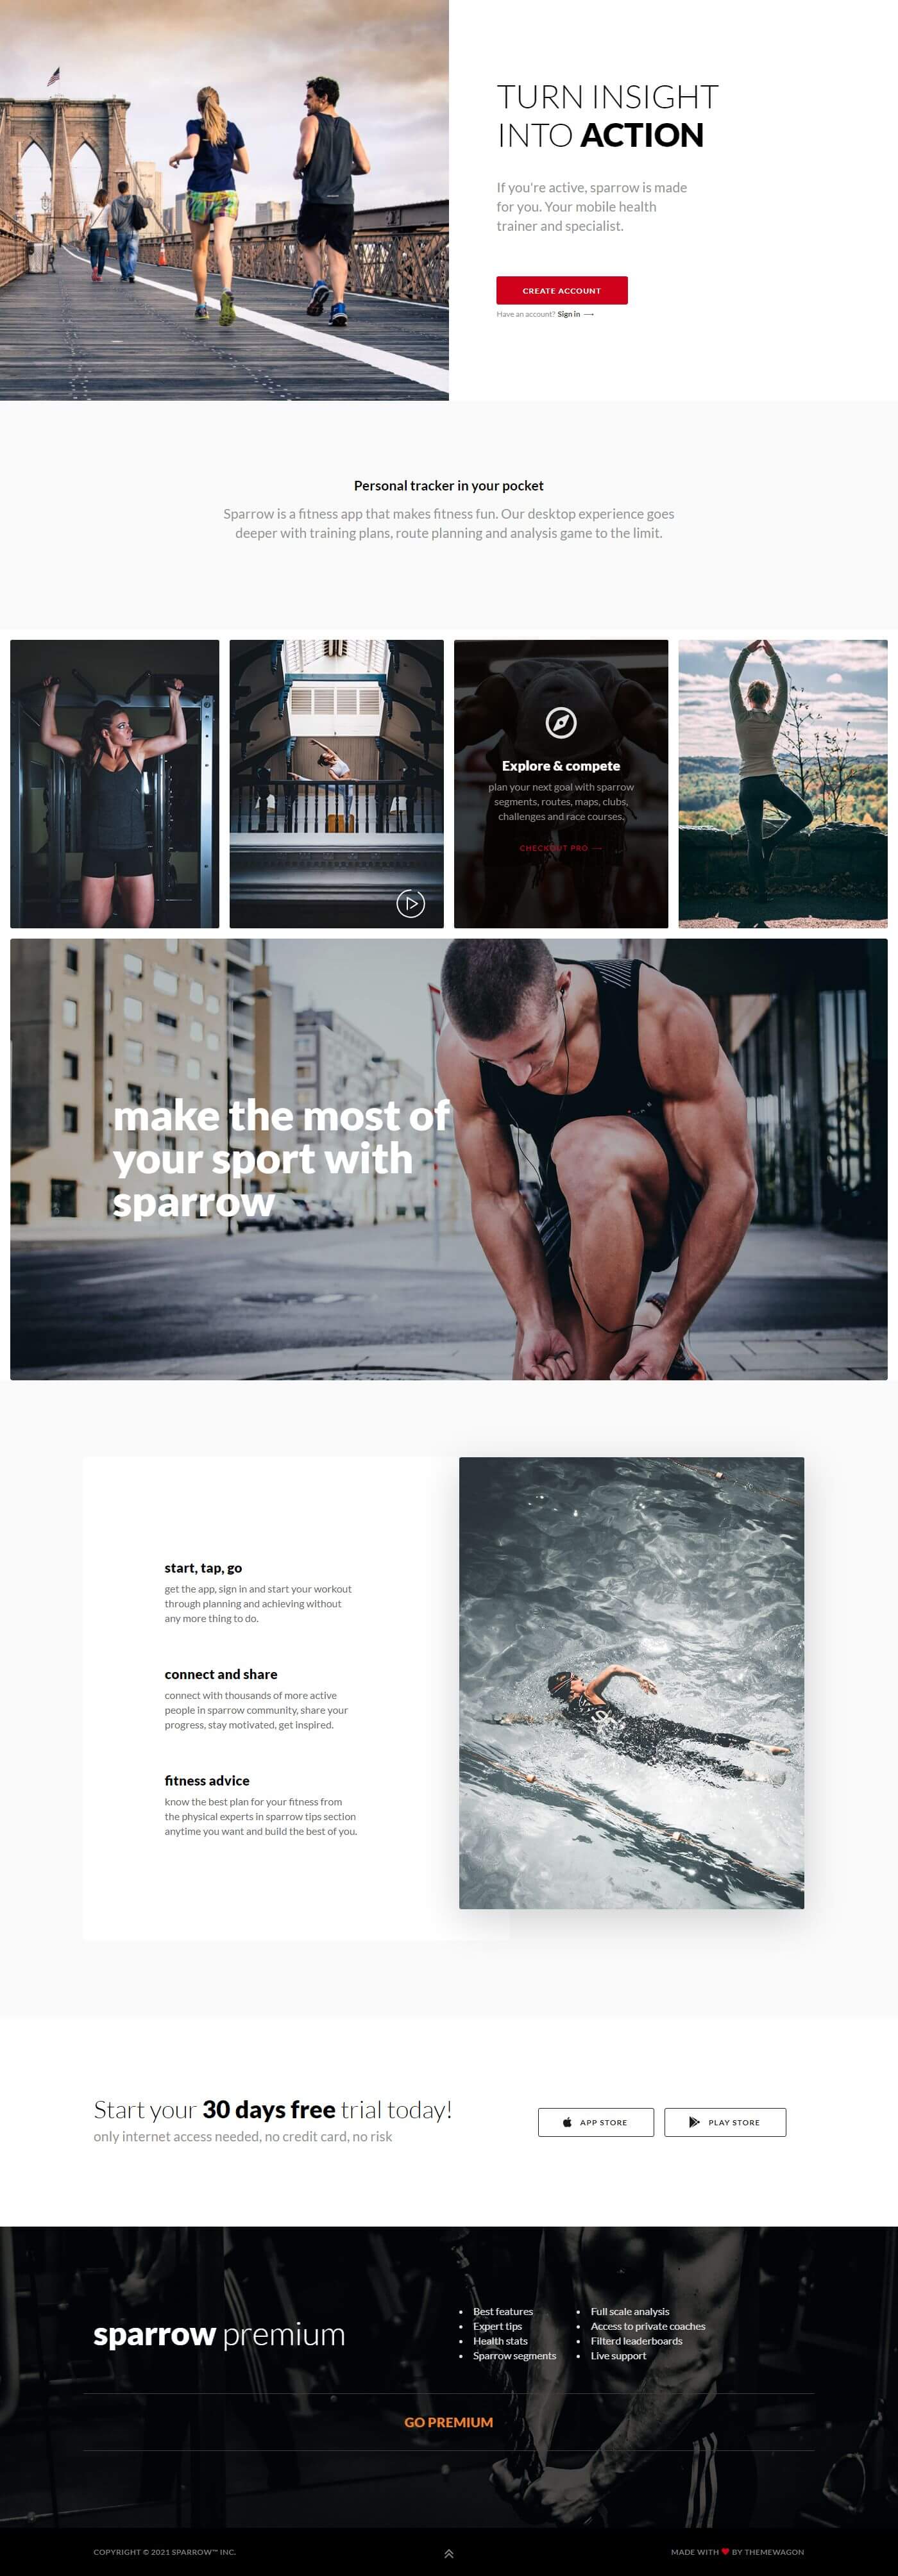 TURN INSIGHT
INTO ACTION
If you're active, sparrow is made
for you. Your mobile health
trainer and specialist.
CREATE ACCOUNT
Have an account? Sign in ⟶
Personal tracker in your pocket
Sparrow is a fitness app that makes fitness fun. Our desktop experience goes
deeper with training plans, route planning and analysis game to the limit.
Explore & compete
plan your next goal with sparrow
segments, routes, maps, clubs,
challenges and race courses.
CHECKOUT PRO ⟶
make the most of
your sport with
sparrow
start, tap, go
get the app, sign in and start your workout
through planning and achieving without
any more thing to do.
connect and share
connect with thousands of more active
people in sparrow community, share your
progress, stay motivated, get inspired.
fitness advice
know the best plan for your fitness from
the physical experts in sparrow tips section
anytime you want and build the best of you.
Start your 30 days free trial today!
only internet access needed, no credit card, no risk
APP STORE
PLAY STORE
sparrow premium
Best features
Expert tips
Health stats
Sparrow segments
Full scale analysis
Access to private coaches
Filterd leaderboards
Live support
GO PREMIUM
COPYRIGHT © 2021 SPARROW™ INC.
MADE WITH ❤ BY THEMEWAGON